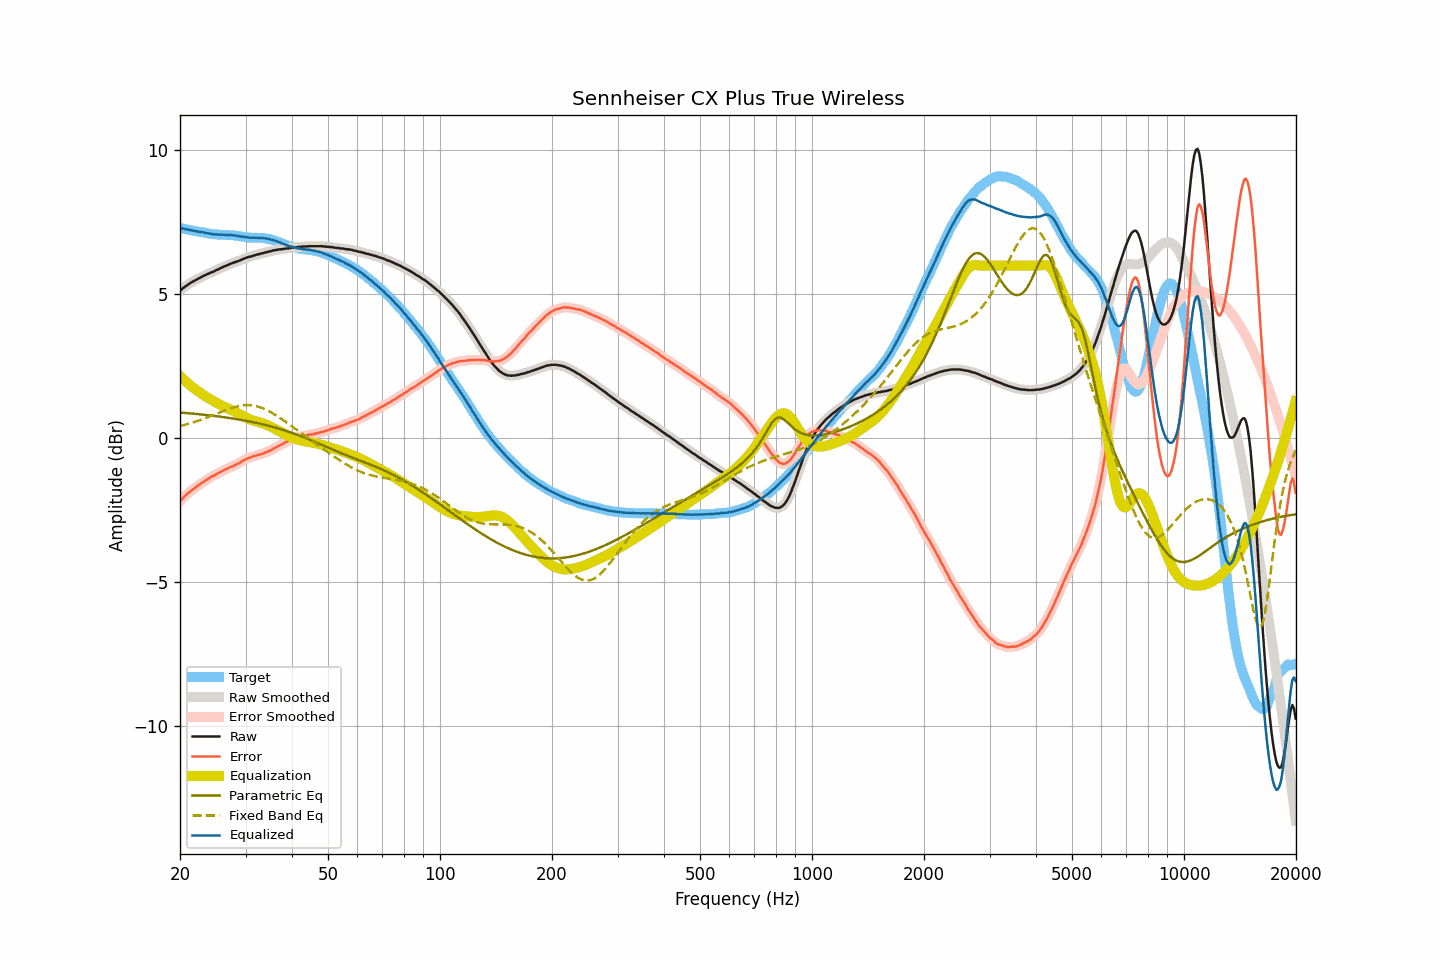 Sennheiser CX Plus True Wireless
10
5
0
−5
−10
Amplitude (dBr)
Target
Raw Smoothed
Error Smoothed
Raw
Error
Equalization
Parametric Eq
Fixed Band Eq
Equalized
20 50 100 200 500 1000 2000 5000 10000 20000
Frequency (Hz)